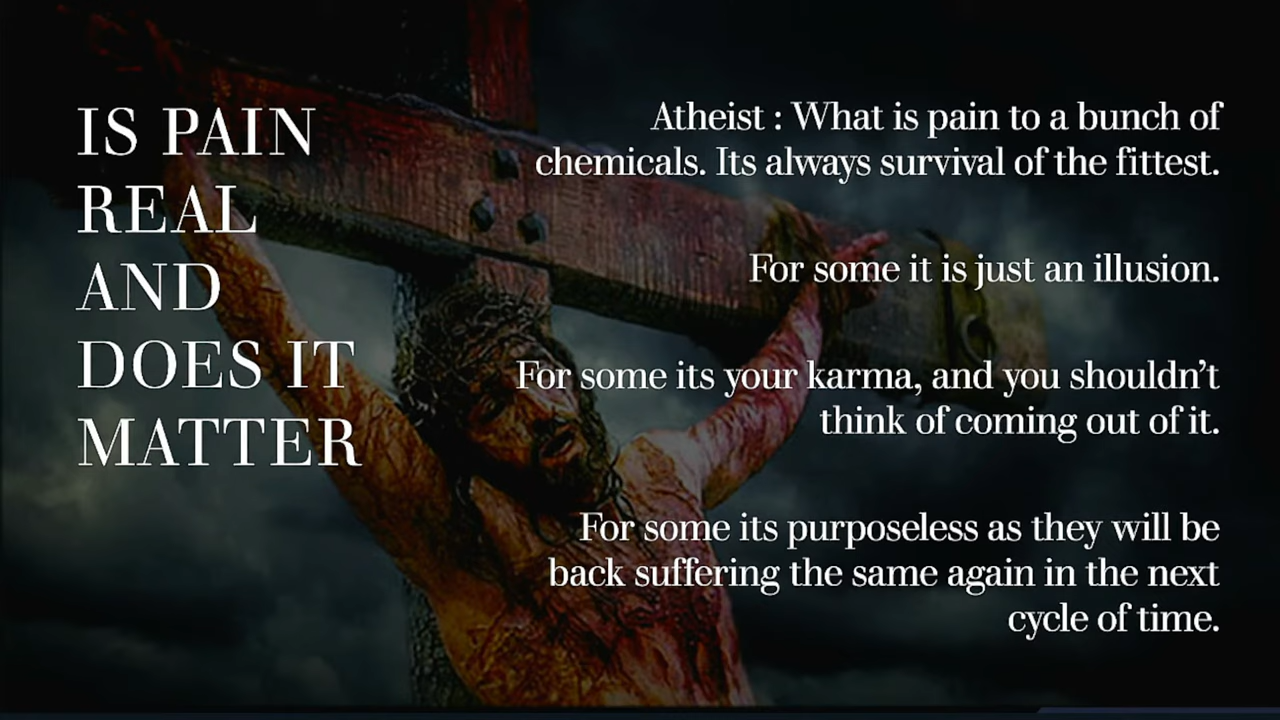 IS PAIN
REAL
AND
DOES IT
MATTER
Atheist : What is pain to a bunch of
chemicals. Its always survival of the fittest.
For some it is just an illusion.
For some its your karma, and you shouldn’t
think of coming out of it.
For some its purposeless as they will be
back suffering the same again in the next
cycle of time.